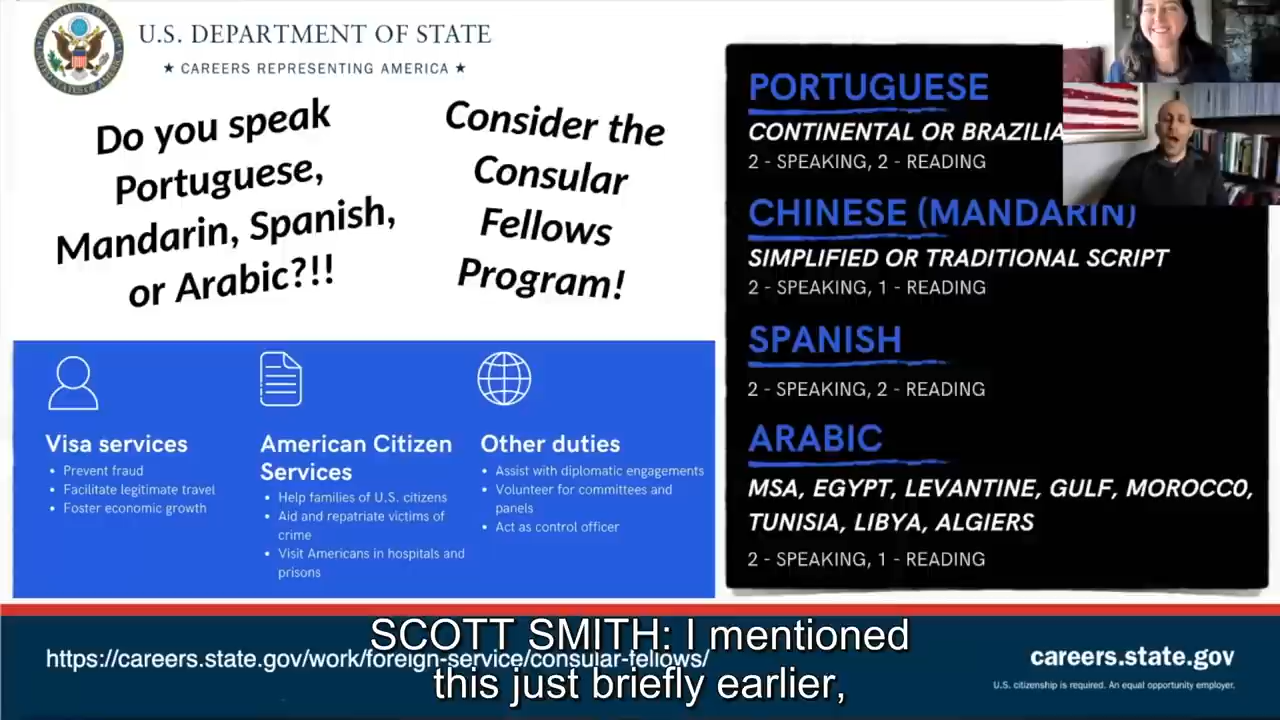 U.S. DEPARTMENT OF STATE
★ CAREERS REPRESENTING AMERICA ★
Do you speak
Portuguese,
Mandarin, Spanish,
or Arabic?!!
Consider the
Consular
Fellows
Program!
Visa services
• Prevent fraud
• Facilitate legitimate travel
• Foster economic growth
American Citizen
Services
• Help families of U.S. citizens
• Aid and repatriate victims of
crime
• Visit Americans in hospitals and
prisons
Other duties
• Assist with diplomatic engagements
• Volunteer for committees and
panels
• Act as control officer
PORTUGUESE
CONTINENTAL OR BRAZILIA
2 - SPEAKING, 2 - READING
CHINESE (MANDARIN)
SIMPLIFIED OR TRADITIONAL SCRIPT
2 - SPEAKING, 1 - READING
SPANISH
2 - SPEAKING, 2 - READING
ARABIC
MSA, EGYPT, LEVANTINE, GULF, MOROCC0,
TUNISIA, LIBYA, ALGIERS
2 - SPEAKING, 1 - READING
https://careers.state.gov/work/foreign-service/consular-fellows/
SCOTT SMITH: I mentioned
this just briefly earlier,
careers.state.gov
U.S. citizenship is required. An equal opportunity employer.